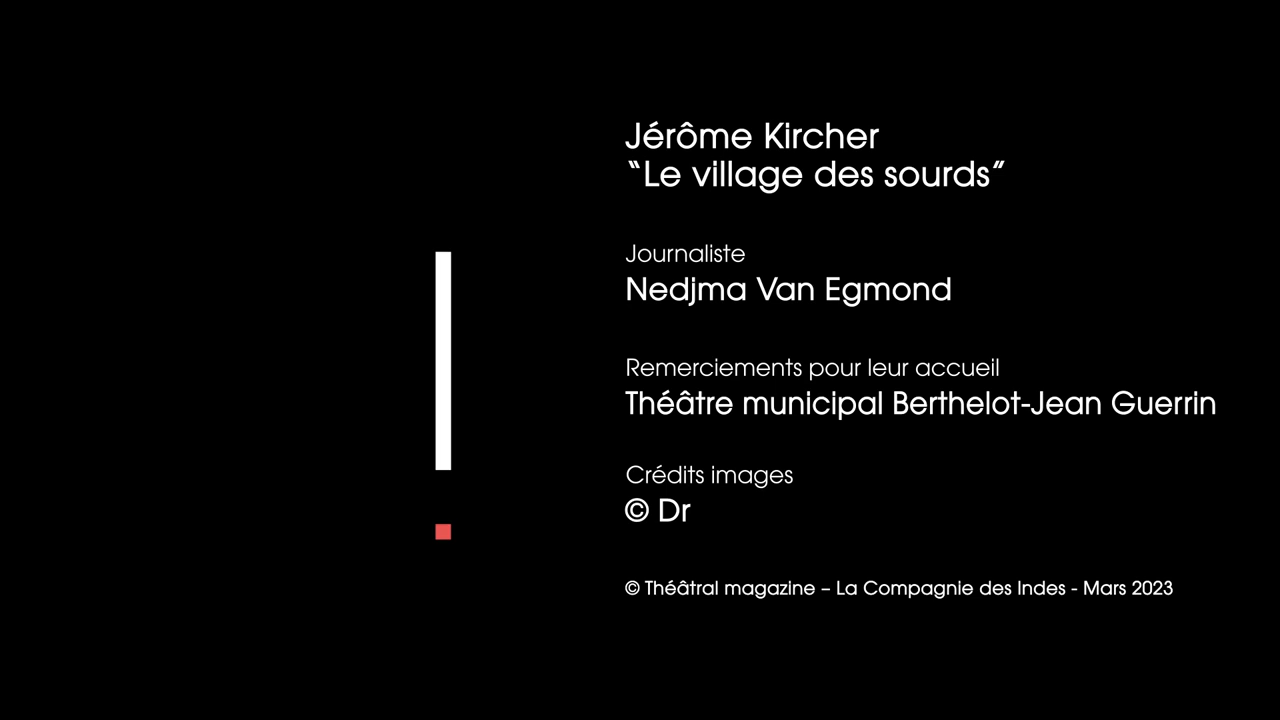 Jérôme Kircher
“Le village des sourds”
Journaliste
Nedjma Van Egmond
Remerciements pour leur accueil
Théâtre municipal Berthelot-Jean Guerrin
Crédits images
© Dr
© Théâtral magazine – La Compagnie des Indes - Mars 2023